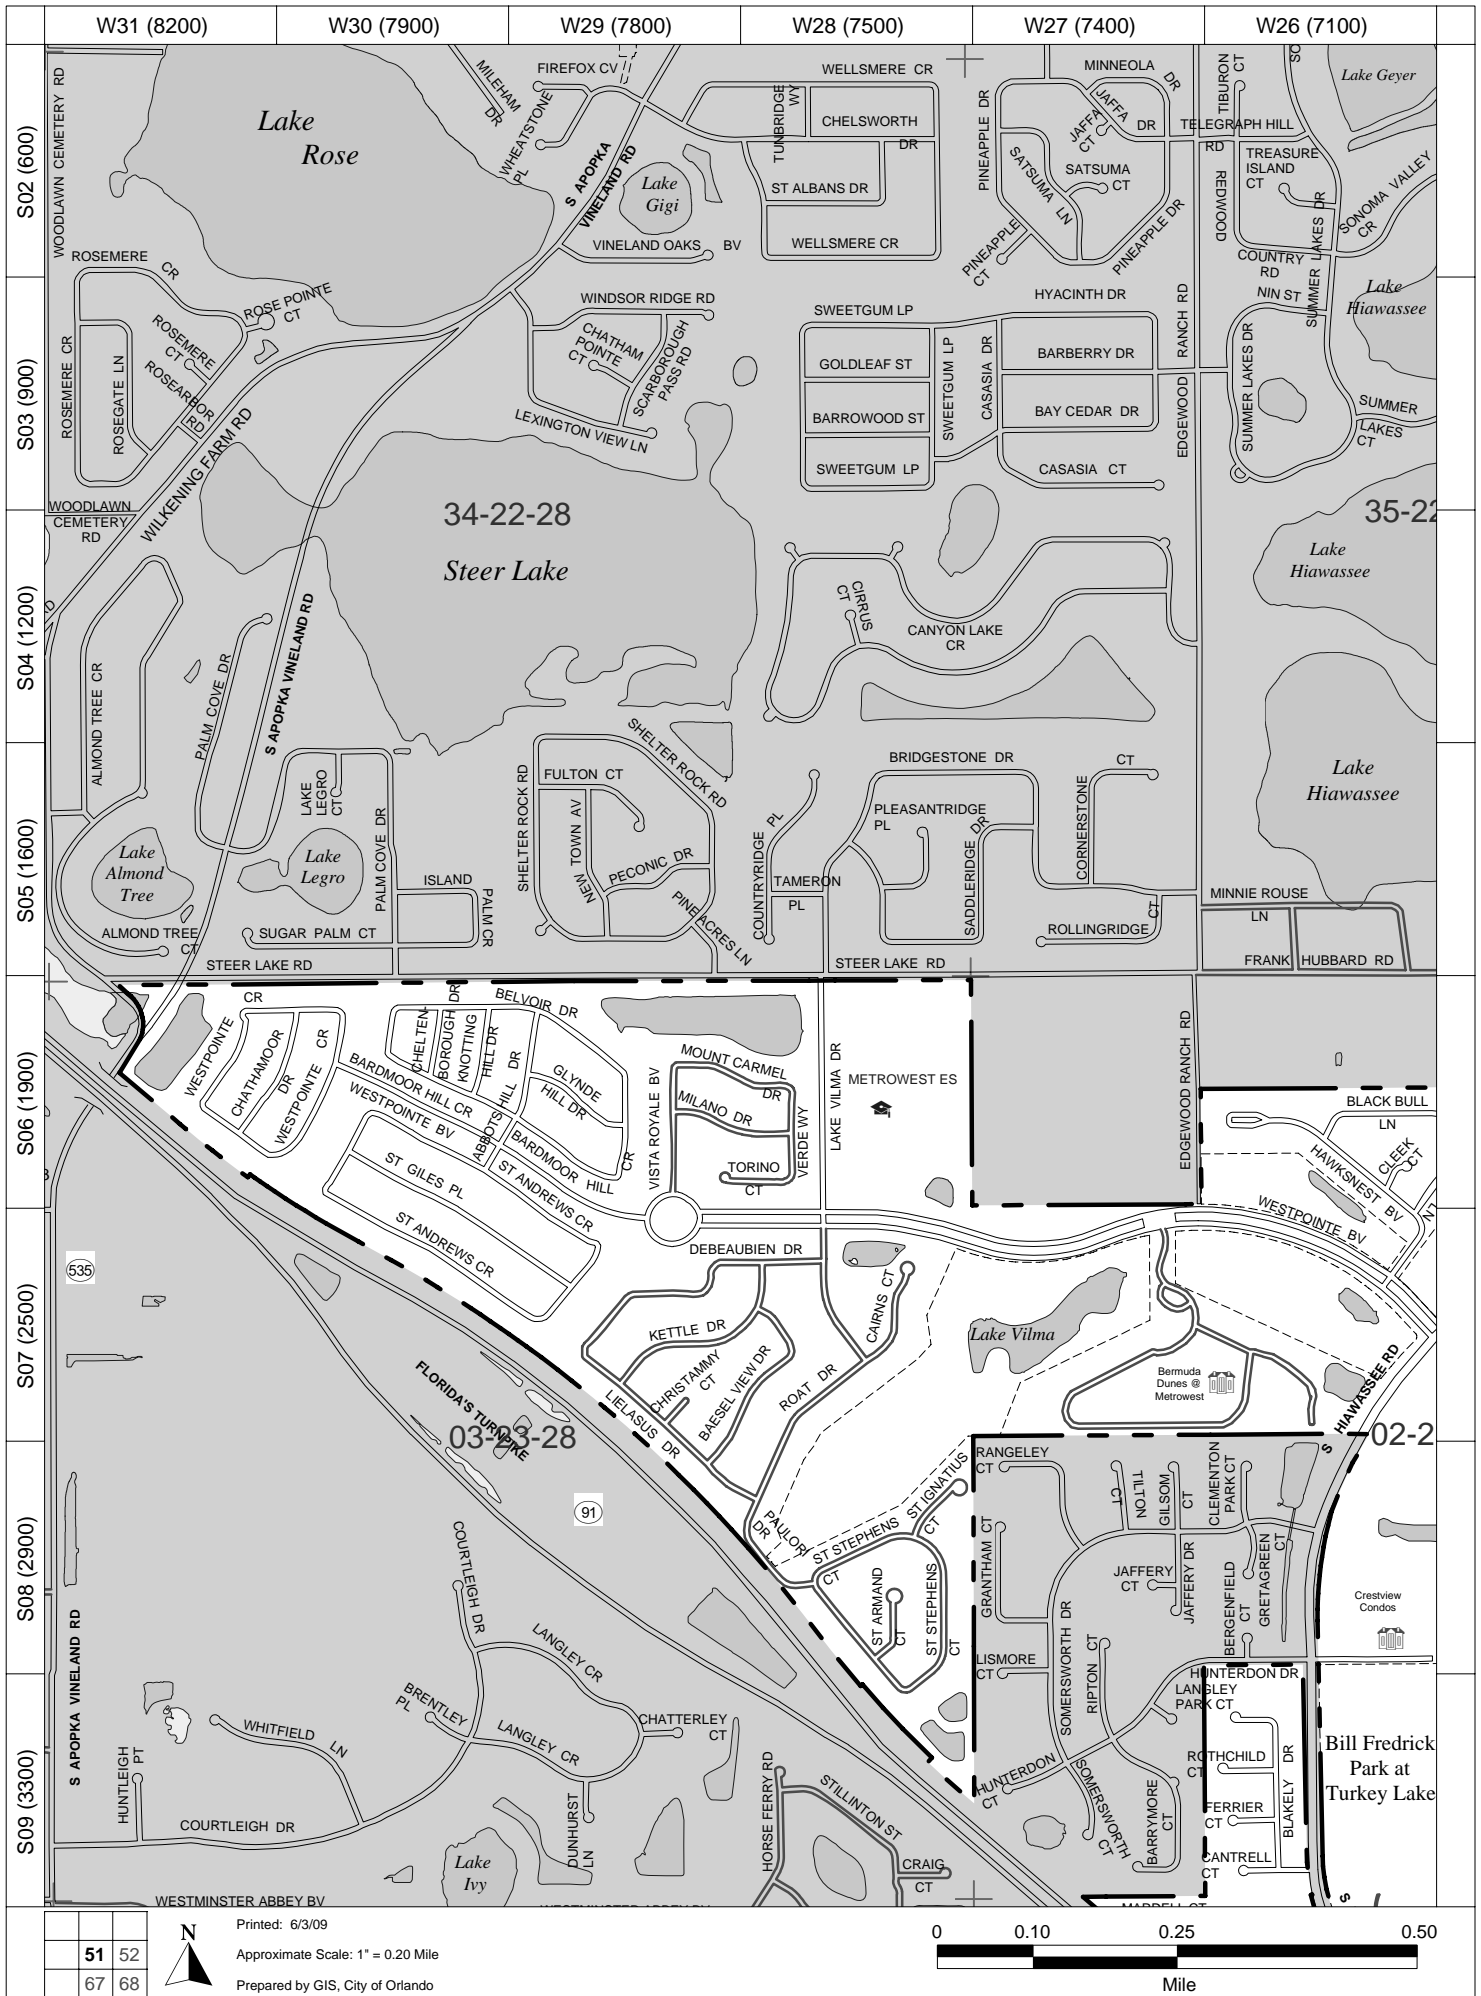 W31 (8200)
W30 (7900)
W29 (7800)
W28 (7500)
W27 (7400)
W26 (7100)
S02 (600)
S03 (900)
S04 (1200)
S05 (1600)
S06 (1900)
S07 (2500)
S08 (2900)
S09 (3300)
WOODLAWN CEMETERY RD
Lake
Rose
MILEHAM
DR
FIREFOX CV
WHEATSTONE
PL
S APOPKA
VINELAND RD
Lake
Gigi
VINELAND OAKS BV
WELLSMERE CR
TUNBRIDGE
WY
CHELSWORTH
DR
ST ALBANS DR
WELLSMERE CR
PINEAPPLE DR
MINNEOLA
DR
JAFFA
DR
JAFFA
CT
SATSUMA
CT
SATSUMA LN
PINEAPPLE
CT
PINEAPPLE DR
TIBURON
CT
TELEGRAPH HILL
RD
TREASURE
ISLAND
CT
REDWOOD
SUMMER LAKES DR
SONOMA VALLEY
CR
COUNTRY
RD
Lake Geyer
SC
ROSEMERE
CR
ROSE POINTE
CT
ROSEMERE
CT
ROSEARBOR
RD
ROSEMERE CR
ROSEGATE LN
WILKENING FARM RD
WOODLAWN
CEMETERY
RD
WINDSOR RIDGE RD
CHATHAM
POINTE
CT
SCARBOROUGH
PASS RD
LEXINGTON VIEW LN
SWEETGUM LP
GOLDLEAF ST
BARROWOOD ST
SWEETGUM LP
SWEETGUM LP
CASASIA DR
HYACINTH DR
BARBERRY DR
BAY CEDAR DR
CASASIA CT
EDGEWOOD RANCH RD
NIN ST
SUMMER LAKES DR
SUMMER
LAKES
CT
Lake
Hiawassee
34-22-28
35-22
Steer Lake
Lake
Hiawassee
RD
ALMOND TREE CR
PALM COVE DR
S APOPKA VINELAND RD
CIRRUS
CT
CANYON LAKE
CR
Lake
Hiawassee
LAKE
LEGRO
CT
PALM COVE DR
Lake
Almond
Tree
Lake
Legro
ISLAND
PALM CR
ALMOND TREE
CT
SUGAR PALM CT
STEER LAKE RD
SHELTER ROCK RD
SHELTER ROCK RD
FULTON CT
NEW TOWN AV
PECONIC DR
PINE ACRES LN
COUNTRYRIDGE PL
TAMERON
PL
BRIDGESTONE DR
PLEASANTRIDGE
PL
SADDLERIDGE DR
CORNERSTONE
CT
ROLLINGRIDGE
CT
STEER LAKE RD
MINNIE ROUSE
LN
FRANK HUBBARD RD
WESTPOINTE
CR
CHATHAMOOR
DR
WESTPOINTE CR
CHELTEN-
BOROUGH DR
KNOTTING
HILL DR
BELVOIR DR
ABBOTS HILL DR
GLYNDE
HILL DR
BARDMOOR HILL CR
WESTPOINTE BV
BARDMOOR HILL
CR
ST GILES PL
ST ANDREWS CR
ST ANDREWS CR
VISTA ROYALE BV
MOUNT CARMEL
DR
MILANO DR
VERDE WY
TORINO
CT
LAKE VILMA DR
METROWEST ES
EDGEWOOD RANCH RD
BLACK BULL
LN
CLEEK
CT
HAWKSNEST
BV
WESTPOINTE BV
LN
B
535
DEBEAUBIEN DR
KETTLE DR
CAIRNS CT
CHRISTAMMY
CT
BAESEL VIEW DR
ROAT DR
LIELASUS DR
Lake Vilma
Bermuda
Dunes @
Metrowest
S HIAWASSEE RD
FLORIDA'S TURNPIKE
03-23-28
02-2
91
PAULORI
DR
ST STEPHENS
CT
ST IGNATIUS
CT
ST ARMAND
CT
ST STEPHENS
CT
RANGELEY
CT
GRANTHAM CT
LISMORE
CT
TILTON
CT
GILSOM
CT
CLEMENTON
PARK CT
JAFFERY
CT
JAFFERY DR
GRETAGREEN
CT
BERGENFIELD
CT
SOMERSWORTH DR
RIPTON CT
HUNTERDON DR
LANGLEY
PARK CT
Crestview
Condos
S APOPKA VINELAND RD
COURTLEIGH DR
LANGLEY CR
BRENTLEY
PL
LANGLEY CR
CHATTERLEY
CT
WHITFIELD LN
HUNTLEIGH
PT
COURTLEIGH DR
DUNHURST
LN
Lake
Ivy
WESTMINSTER ABBEY BV
WESTMINSTER ABBEY BV
HORSE FERRY RD
STILLINTON ST
CRAIG
CT
HUNTERDON
CT
SOMERSWORTH
CT
BARRYMORE
CT
ROTHCHILD
CT
FERRIER
CT
CANTRELL
CT
BLAKELY DR
MARDELL CT
S
Bill Fredrick
Park at
Turkey Lake
51 52
67 68
N
Printed: 6/3/09
Approximate Scale: 1" = 0.20 Mile
Prepared by GIS, City of Orlando
0 0.10 0.25 0.50
Mile